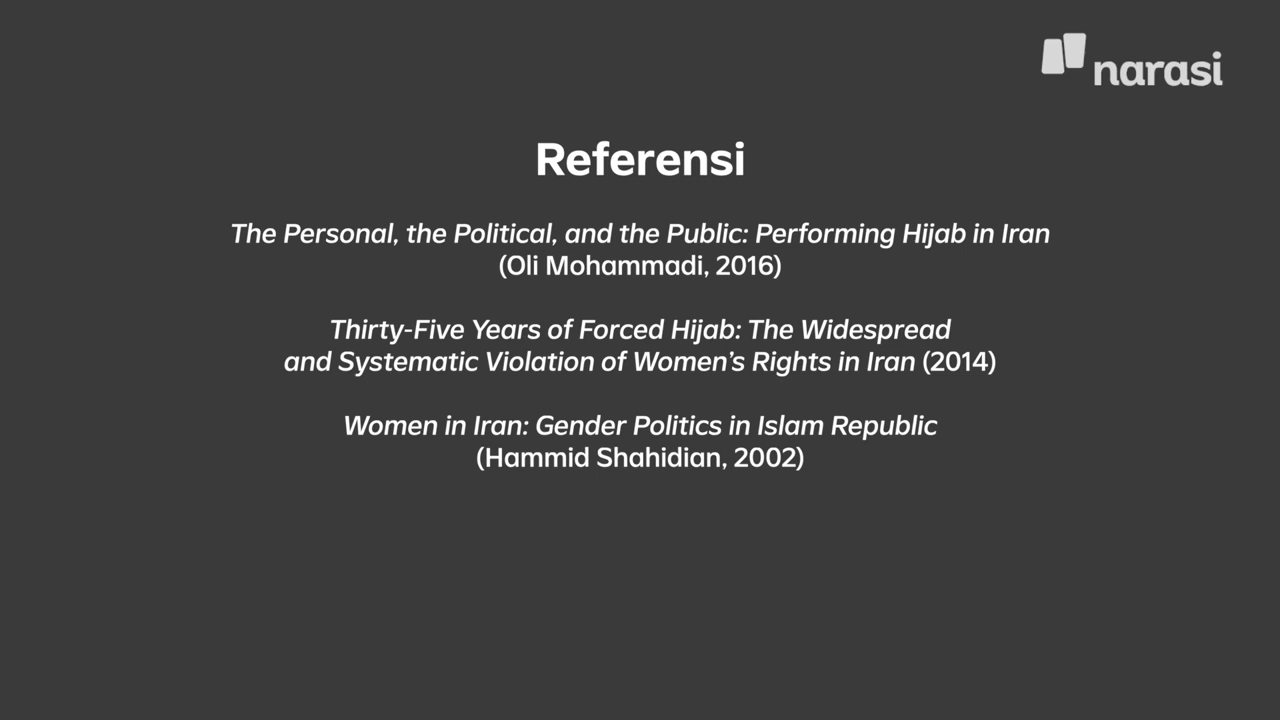 narasi
Referensi
The Personal, the Political, and the Public: Performing Hijab in Iran
(Oli Mohammadi, 2016)
Thirty-Five Years of Forced Hijab: The Widespread
and Systematic Violation of Women's Rights in Iran (2014)
Women in Iran: Gender Politics in Islam Republic
(Hammid Shahidian, 2002)